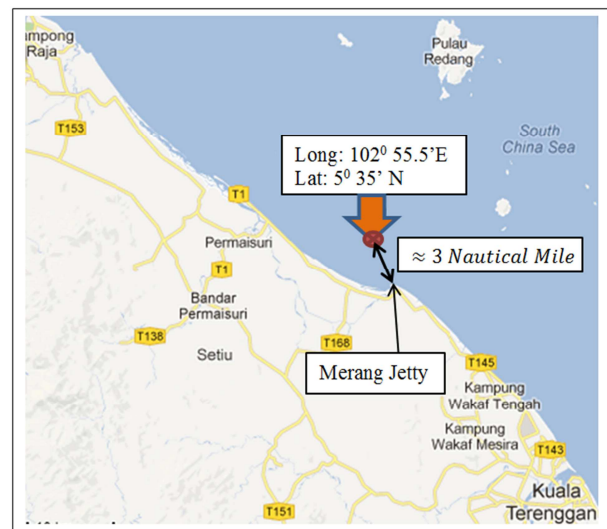 ampong
Raja
Pulau
Redang
T153
South
China Sea
Long: 102⁰ 55.5’E
Lat: 5⁰ 35’ N
T1
≈ 3 Nautical Mile
Permaisuri
T1
Bandar
Permaisuri
T138
T168
Setiu
Merang Jetty
T145
Kampung
Wakaf Tengah
Kampung
Wakaf Mesira
T143
Kuala
Terenggan
T151